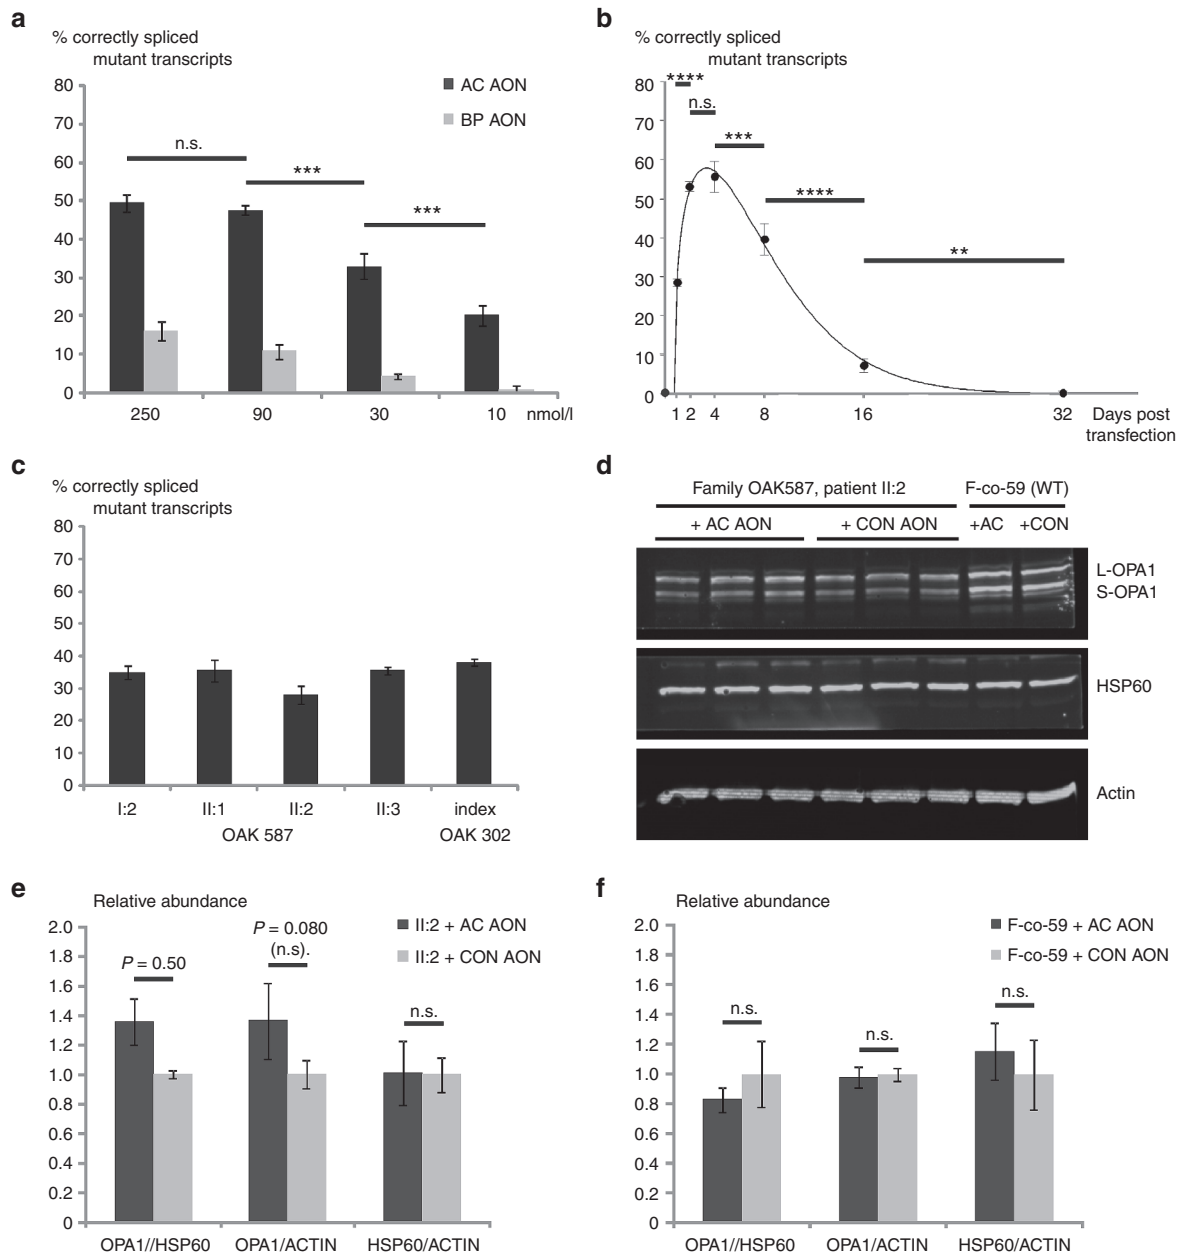 a
% correctly spliced
mutant transcripts
80
70
60
50
40
30
20
10
0
AC AON
BP AON
n.s.
***
***
250 90 30 10 nmol/l
b
% correctly spliced
mutant transcripts
80
70
60
50
40
30
20
10
0
****
n.s.
***
****
**
1 2 4 8 16 32 Days post
transfection
c
% correctly spliced
mutant transcripts
80
70
60
50
40
30
20
10
0
I:2 II:1 II:2 II:3 index
OAK 587 OAK 302
d
Family OAK587, patient II:2 F-co-59 (WT)
+ AC AON + CON AON +AC +CON
L-OPA1
S-OPA1
HSP60
Actin
e
Relative abundance
2.0
1.8
1.6
1.4
1.2
1.0
0.8
0.6
0.4
0.2
0
II:2 + AC AON
II:2 + CON AON
P = 0.50
P = 0.080
(n.s).
n.s.
OPA1//HSP60 OPA1/ACTIN HSP60/ACTIN
f
Relative abundance
2.0
1.8
1.6
1.4
1.2
1.0
0.8
0.6
0.4
0.2
0
F-co-59 + AC AON
F-co-59 + CON AON
n.s.
n.s.
n.s.
OPA1//HSP60 OPA1/ACTIN HSP60/ACTIN